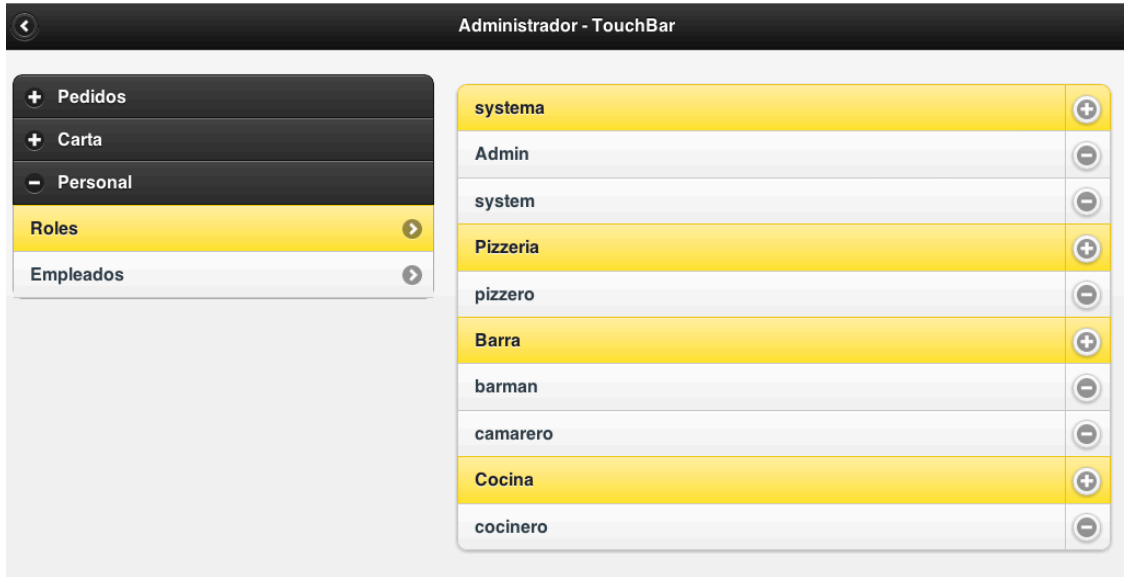 Administrador - TouchBar
Pedidos
Carta
Personal
Roles
Empleados
systema
Admin
system
Pizzeria
pizzero
Barra
barman
camarero
Cocina
cocinero